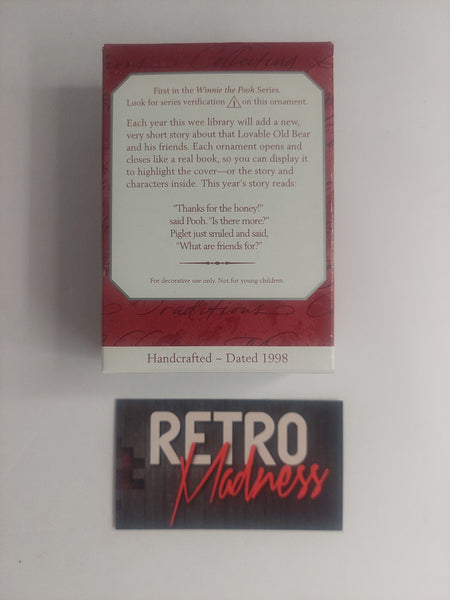 Collecting
First in the Winnie the Pooh Series.
Look for series verification 1 on this ornament.
Each year this wee library will add a new,
very short story about that Lovable Old Bear
and his friends. Each ornament opens and
closes like a real book, so you can display it
to highlight the cover—or the story and
characters inside. This year's story reads:
"Thanks for the honey!"
said Pooh. "Is there more?"
Piglet just smiled and said,
"What are friends for?"
For decorative use only. Not for young children.
Traditions
Handcrafted ~ Dated 1998
RETRO
Madness